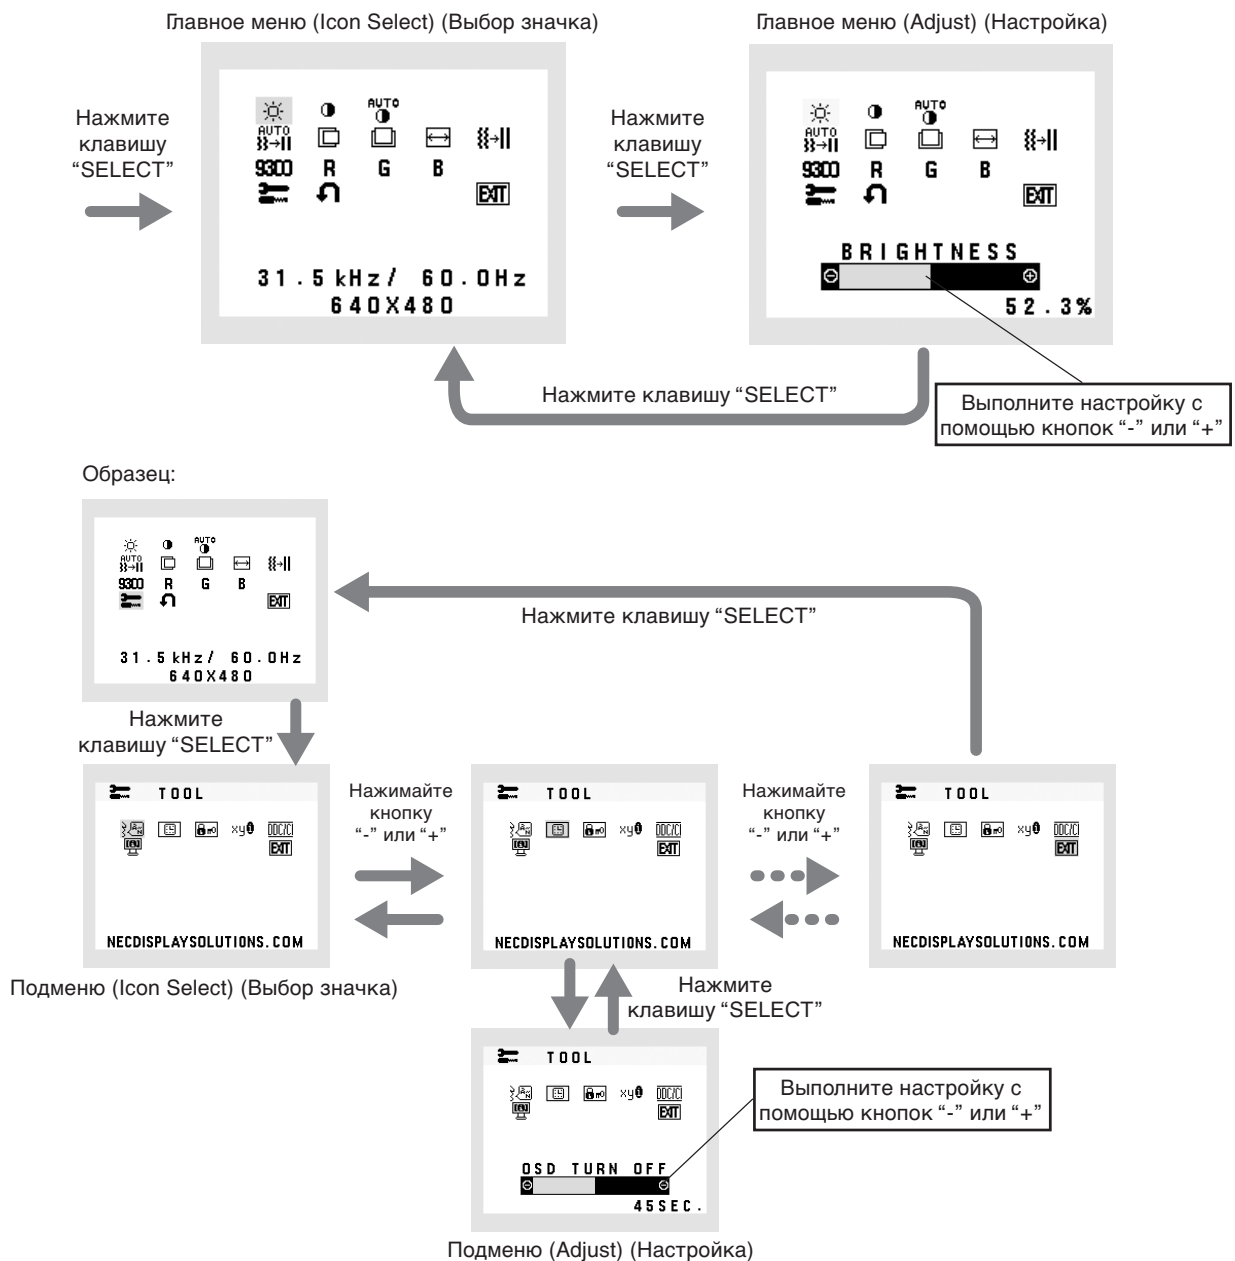 Главное меню (Icon Select) (Выбор значка)
Главное меню (Adjust) (Настройка)
Нажмите
клавишу
“SELECT”
AUTO
AUTO
9300 R G B
EXIT
31.5kHz/ 60.0Hz
640X480
Нажмите
клавишу
“SELECT”
AUTO
AUTO
9300 R G B
EXIT
BRIGHTNESS
52.3%
Нажмите клавишу “SELECT”
Выполните настройку с
помощью кнопок “-” или “+”
Образец:
AUTO
AUTO
9300 R G B
EXIT
31.5kHz/ 60.0Hz
640X480
Нажмите клавишу “SELECT”
Нажмите
клавишу “SELECT”
TOOL
xy DDC/CI
EXIT
NECDISPLAYSOLUTIONS.COM
Нажимайте
кнопку
“-” или “+”
TOOL
xy DDC/CI
EXIT
NECDISPLAYSOLUTIONS.COM
Нажимайте
кнопку
“-” или “+”
TOOL
xy DDC/CI
EXIT
NECDISPLAYSOLUTIONS.COM
Подменю (Icon Select) (Выбор значка)
Нажмите
клавишу “SELECT”
TOOL
xy DDC/CI
EXIT
OSD TURN OFF
45SEC.
Выполните настройку с
помощью кнопок “-” или “+”
Подменю (Adjust) (Настройка)